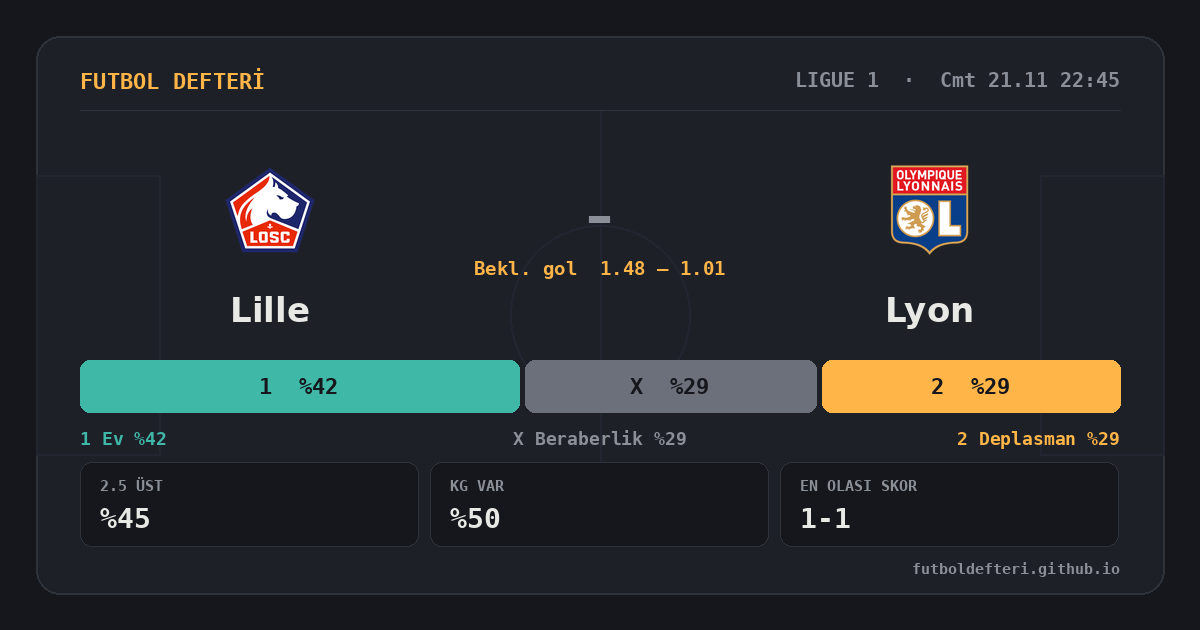 FUTBOL DEFTERİ
LIGUE 1 · Cmt 21.11 22:45
LOSC
OLYMPIQUE
LYONNAIS
L
–
Bekl. gol 1.48 — 1.01
Lille
Lyon
1 %42
X %29
2 %29
1 Ev %42
X Beraberlik %29
2 Deplasman %29
2.5 ÜST
%45
KG VAR
%50
EN OLASI SKOR
1-1
futboldefteri.github.io